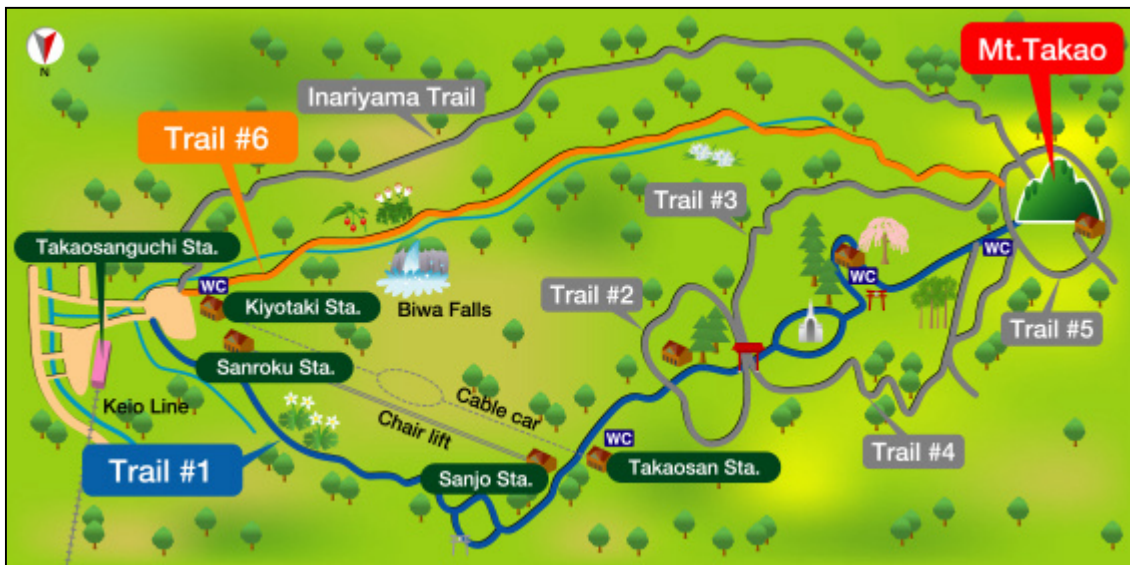 Mt.Takao
N
Inariyama Trail
Trail #6
Trail #3
Takaosanguchi Sta.
WC
WC
WC
Kiyotaki Sta.
Biwa Falls
Trail #2
Trail #5
Sanroku Sta.
Keio Line
Cable car
Chair lift
WC
Trail #4
Trail #1
Sanjo Sta.
Takaosan Sta.